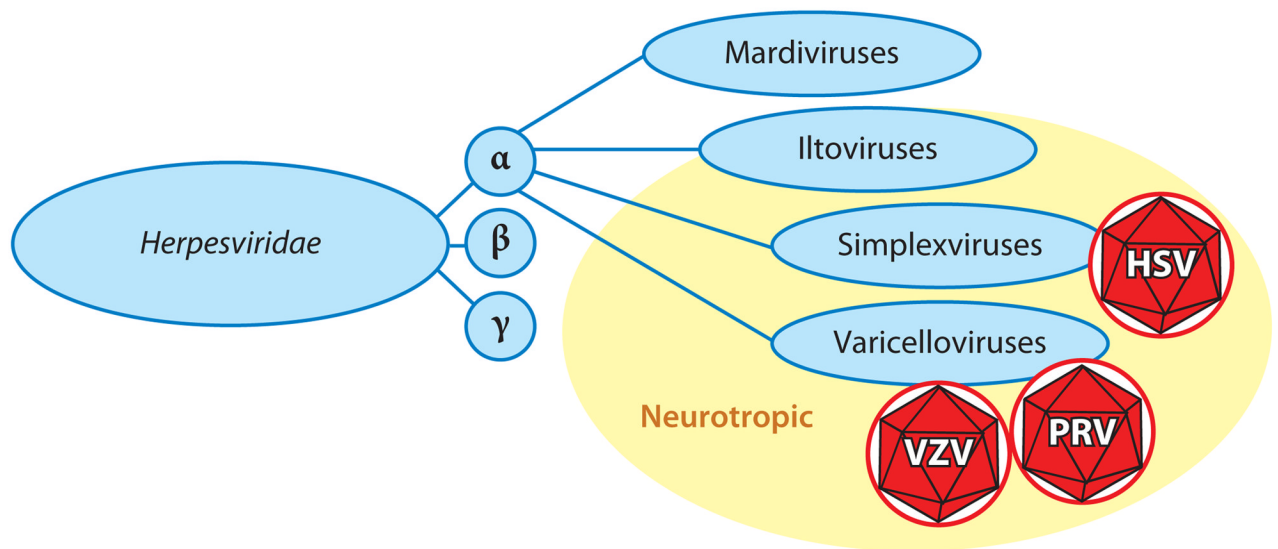 Mardiviruses
Iltoviruses
α
Herpesviridae
β
Simplexviruses
HSV
γ
Varicelloviruses
Neurotropic
VZV
PRV